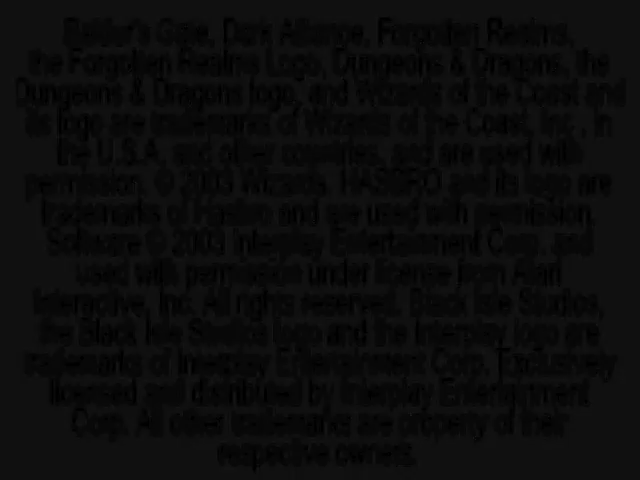 Baldur's Gate, Dark Alliance, Forgotten Realms,
the Forgotten Realms Logo, Dungeons & Dragons, the
Dungeons & Dragons logo, and Wizards of the Coast and
its logo are trademarks of Wizards of the Coast, Inc., in
the U.S.A. and other countries, and are used with
permission. © 2003 Wizards. HASBRO and its logo are
trademarks of Hasbro and are used with permission.
Software © 2003 Interplay Entertainment Corp. and
used with permission under license from Atari
Interactive, Inc. All rights reserved. Black Isle Studios,
the Black Isle Studios logo and the Interplay logo are
trademarks of Interplay Entertainment Corp. Exclusively
licensed and distributed by Interplay Entertainment
Corp. All other trademarks are property of their
respective owners.